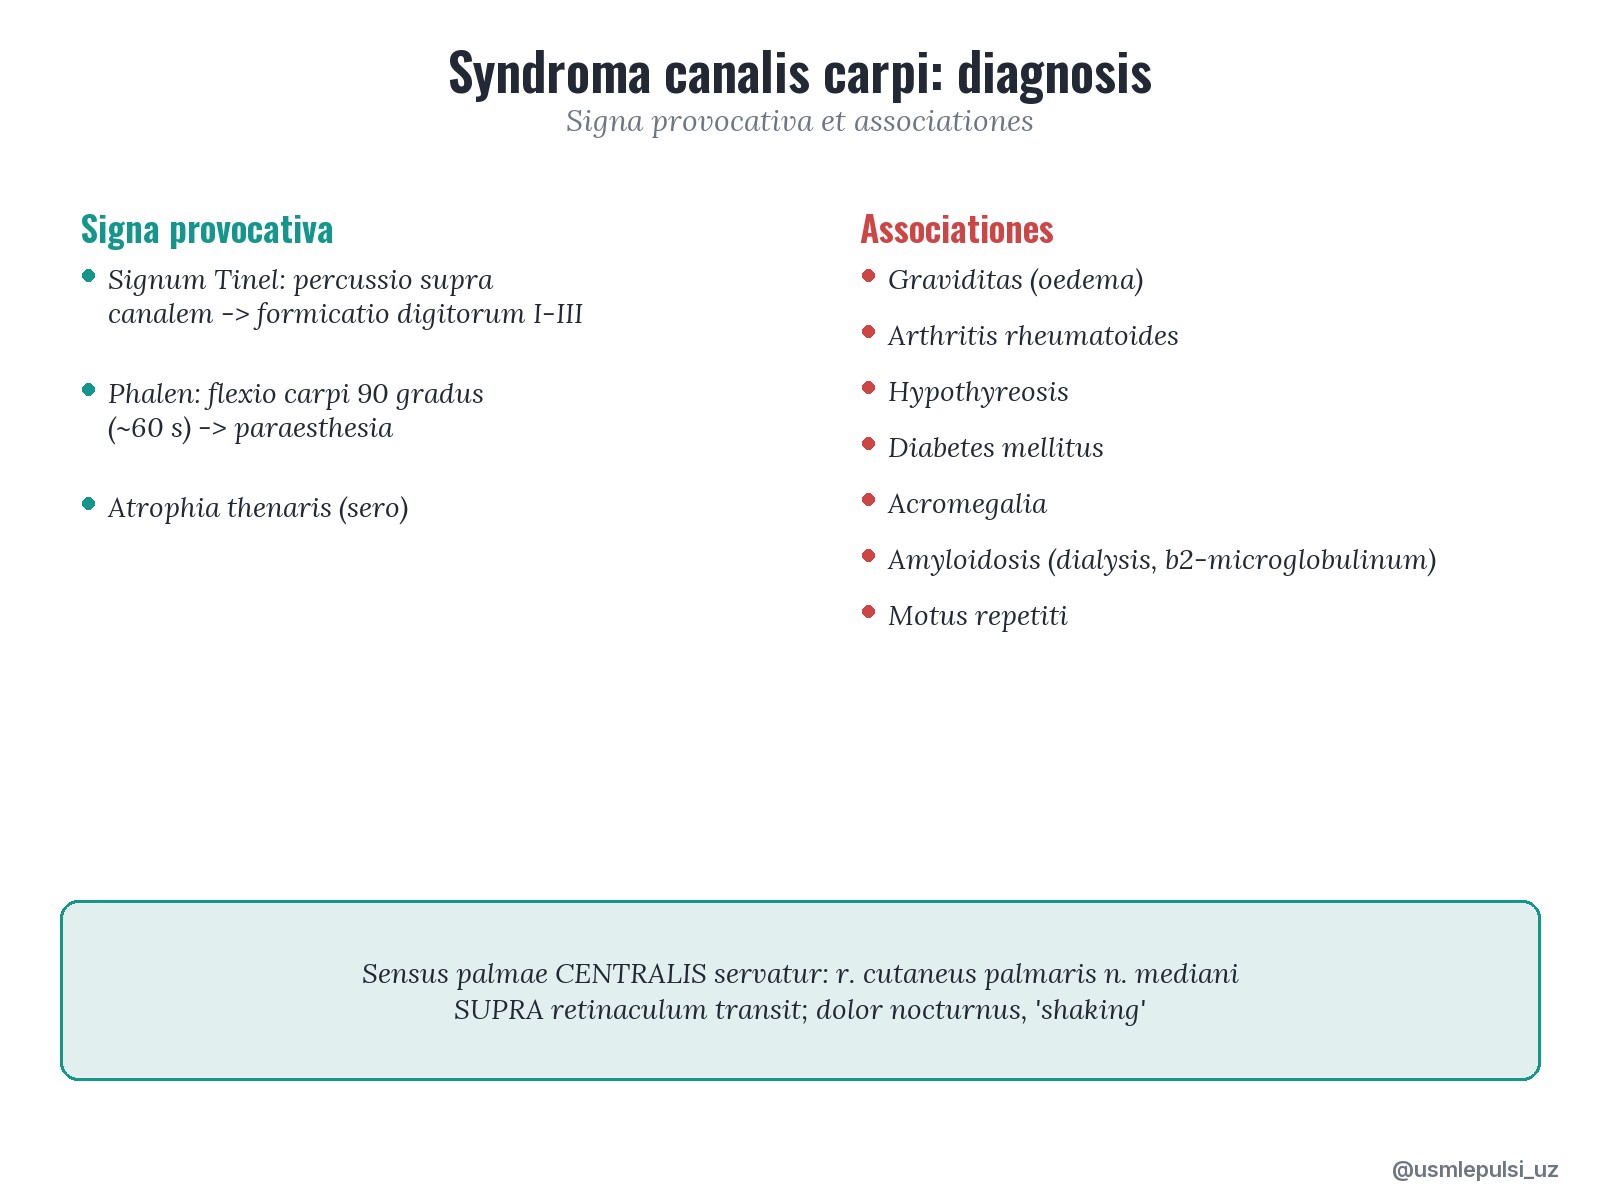 Syndroma canalis carpi: diagnosis
Signa provocativa et associationes
Signa provocativa
Signum Tinel: percussio supra
canalem -> formicatio digitorum I-III
Phalen: flexio carpi 90 gradus
(~60 s) -> paraesthesia
Atrophia thenaris (sero)
Associationes
Graviditas (oedema)
Arthritis rheumatoides
Hypothyreosis
Diabetes mellitus
Acromegalia
Amyloidosis (dialysis, b2-microglobulinum)
Motus repetiti
Sensus palmae CENTRALIS servatur: r. cutaneus palmaris n. mediani
SUPRA retinaculum transit; dolor nocturnus, 'shaking'
@usmlepulsi_uz